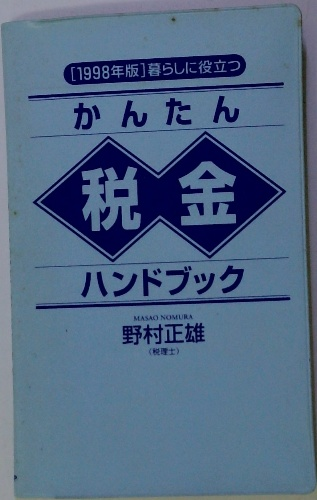 ［1998年版］暮らしに役立つ
かんたん
税金
ハンドブック
MASAO NOMURA
野村正雄
（税理士）